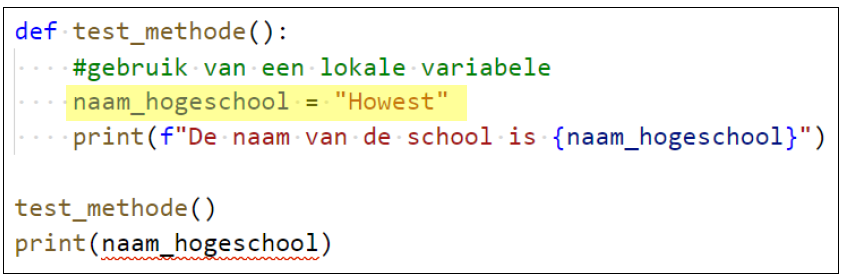 def test_methode():
#gebruik van een lokale variabele
naam_hogeschool = "Howest"
print(f"De naam van de school is {naam_hogeschool}")
test_methode()
print(naam_hogeschool)